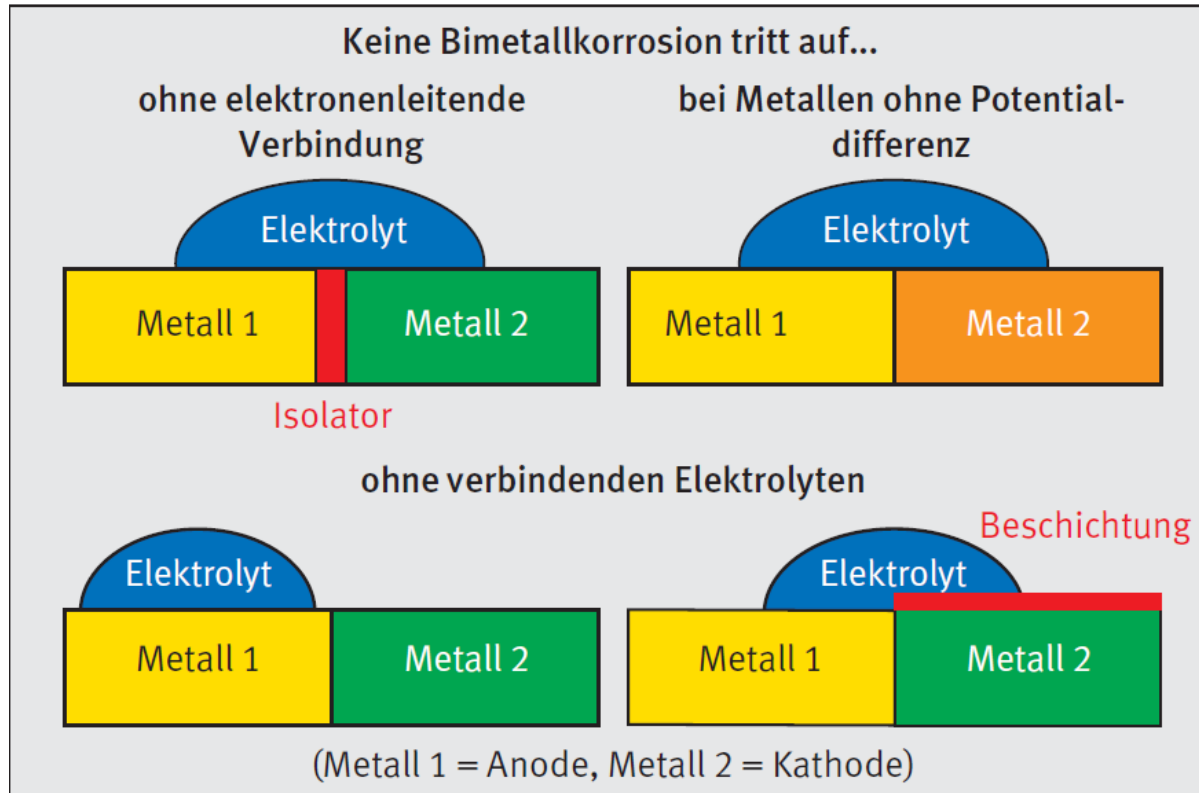 Keine Bimetallkorrosion tritt auf...
ohne elektronenleitende
Verbindung
bei Metallen ohne Potential-
differenz
Elektrolyt
Elektrolyt
Metall 1
Metall 2
Metall 1
Metall 2
Isolator
ohne verbindenden Elektrolyten
Beschichtung
Elektrolyt
Elektrolyt
Metall 1
Metall 2
Metall 1
Metall 2
(Metall 1 = Anode, Metall 2 = Kathode)